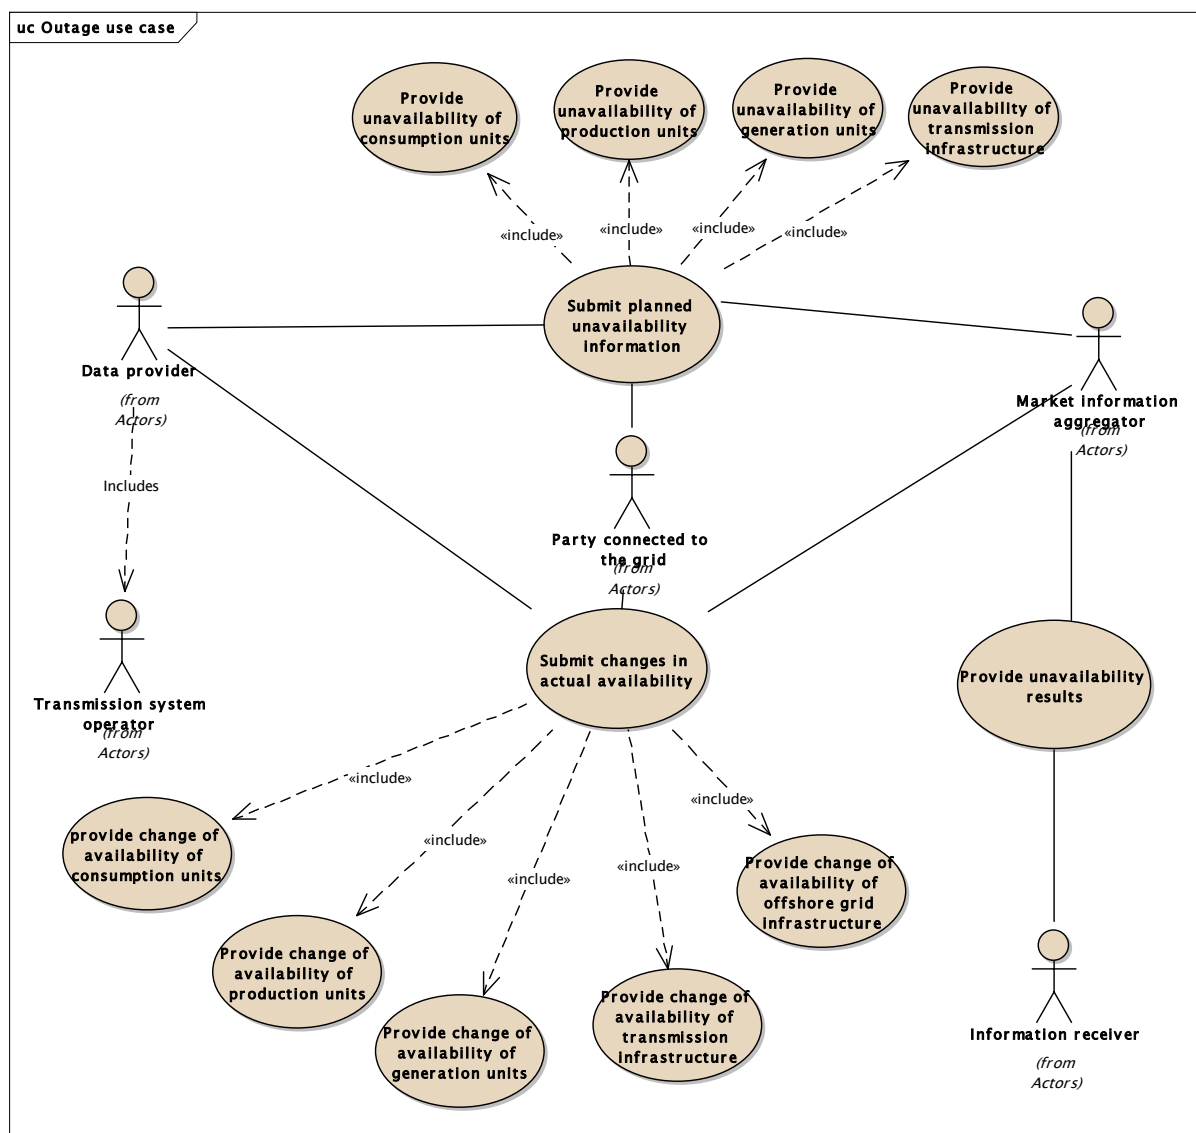 uc Outage use case
Provide
unavailability of
consumption units
Provide
unavailability of
production units
Provide
unavailability of
generation units
Provide
unavailability of
transmission
infrastructure
«include»
«include»
«include»
«include»
Submit planned
unavailability
information
Data provider
(from
Actors)
Market information
aggregator
(from
Actors)
Includes
Party connected to
the grid
(from
Actors)
Transmission system
operator
(from
Actors)
Submit changes in
actual availability
Provide unavailability
results
«include»
«include»
«include»
«include»
«include»
provide change of
availability of
consumption units
Provide change of
availability of
production units
Provide change of
availability of
generation units
Provide change of
availability of
transmission
infrastructure
Provide change of
availability of
offshore grid
infrastructure
Information receiver
(from
Actors)